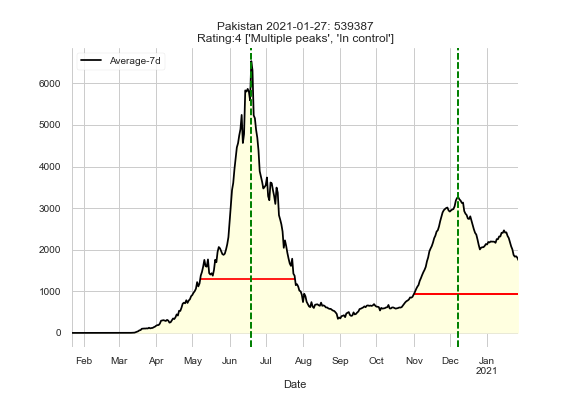 Pakistan 2021-01-27: 539387
Rating:4 ['Multiple peaks', 'In control']
Average-7d
6000
5000
4000
3000
2000
1000
0
Feb Mar Apr May Jun Jul Aug Sep Oct Nov Dec Jan
2021
Date